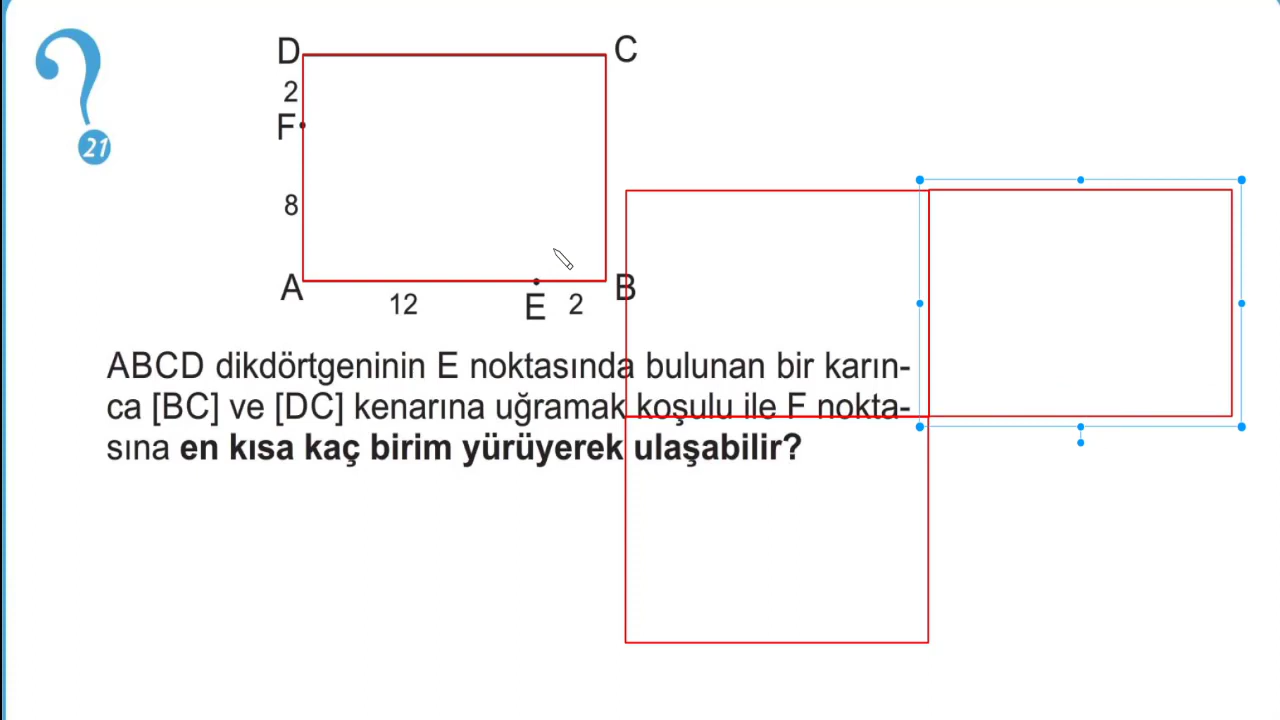 D
C
2
F
21
8
A
B
12
E
2
ABCD dikdörtgeninin E noktasında bulunan bir karın-
ca [BC] ve [DC] kenarına uğramak koşulu ile F nokta-
sına en kısa kaç birim yürüyerek ulaşabilir?